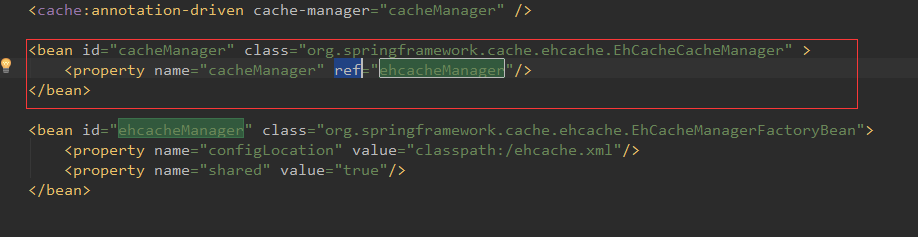 <cache:annotation-driven cache-manager="cacheManager" />
<bean id="cacheManager" class="org.springframework.cache.ehcache.EhCacheCacheManager" >
<property name="cacheManager" ref="ehcacheManager"/>
</bean>
<bean id="ehcacheManager" class="org.springframework.cache.ehcache.EhCacheManagerFactoryBean">
<property name="configLocation" value="classpath:/ehcache.xml"/>
<property name="shared" value="true"/>
</bean>